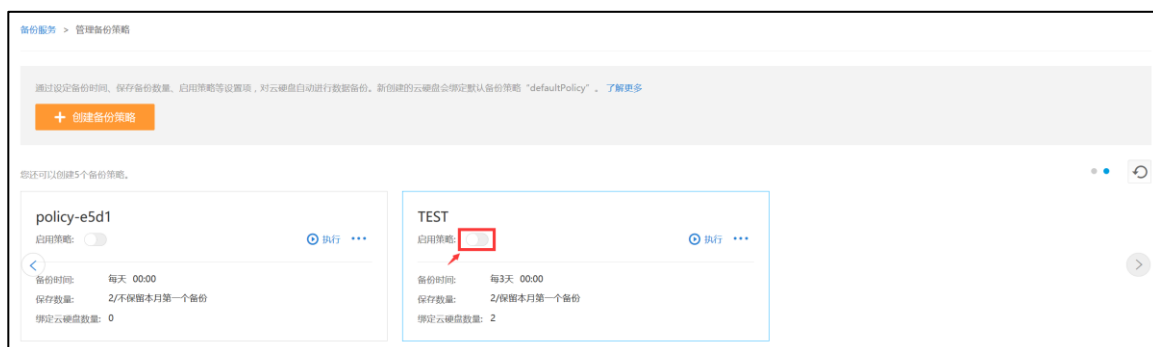 备份服务 > 管理备份策略
通过设定备份时间、保存备份数量、启用策略等设置项，对云硬盘自动进行数据备份。新创建的云硬盘会绑定默认备份策略“defaultPolicy”。 了解更多
+ 创建备份策略
您还可以创建5个备份策略。
policy-e5d1
启用策略: 执行
备份时间: 每天 00:00
保存数量: 2/不保留本月第一个备份
绑定云硬盘数量: 0
TEST
启用策略: 执行
备份时间: 每3天 00:00
保存数量: 2/保留本月第一个备份
绑定云硬盘数量: 2